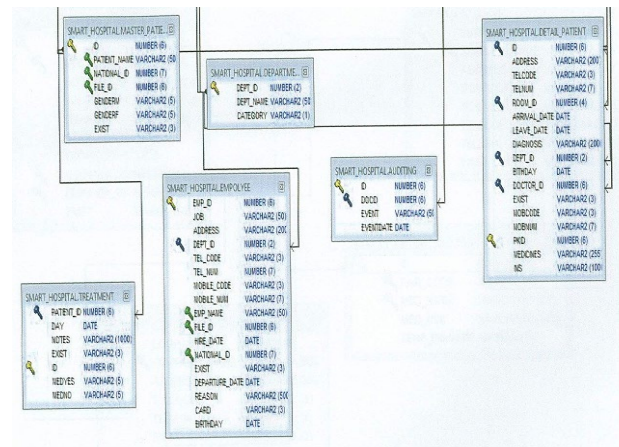 SMART_HOSPITAL.MASTER_PATIE...
ID NUMBER (6)
PATIENT_NAME VARCHAR2 (50
NATIONAL_ID NUMBER (7)
FILE_ID NUMBER (6)
GENDERM VARCHAR2 (5)
GENDERF VARCHAR2 (5)
EXIST VARCHAR2 (3)
SMART_HOSPITAL.DEPARTME...
DEPT_ID NUMBER (2)
DEPT_NAME VARCHAR2 (50
CATEGORY VARCHAR2 (1)
SMART_HOSPITAL.DETAIL_PATIENT
ID NUMBER (6)
ADDRESS VARCHAR2 (200
TELCODE VARCHAR2 (3)
TELNUM VARCHAR2 (7)
ROOM_ID NUMBER (4)
ARRIVAL_DATE DATE
LEAVE_DATE DATE
DIAGNOSIS VARCHAR2 (200
DEPT_ID NUMBER (2)
BITHDAY DATE
DOCTOR_ID NUMBER (6)
EXIST VARCHAR2 (3)
MOBCODE VARCHAR2 (3)
MOBNUM VARCHAR2 (7)
PKID NUMBER (6)
MEDICINES VARCHAR2 (255
INS VARCHAR2 (100
SMART_HOSPITAL.EMPOLYEE
EMP_ID NUMBER (6)
JOB VARCHAR2 (50)
ADDRESS VARCHAR2 (200
DEPT_ID NUMBER (2)
TEL_CODE VARCHAR2 (3)
TEL_NUM NUMBER (7)
MOBILE_CODE VARCHAR2 (3)
MOBILE_NUM VARCHAR2 (7)
EMP_NAME VARCHAR2 (50)
FILE_ID NUMBER (6)
HIRE_DATE DATE
NATIONAL_ID NUMBER (7)
EXIST VARCHAR2 (3)
DEPARTURE_DATE DATE
REASON VARCHAR2 (500
CARD VARCHAR2 (3)
BIRTHDAY DATE
SMART_HOSPITAL.AUDITING
ID NUMBER (6)
DOCID NUMBER (6)
EVENT VARCHAR2 (50
EVENTDATE DATE
SMART_HOSPITAL.TREATMENT
PATIENT_ID NUMBER (6)
DAY DATE
NOTES VARCHAR2 (1000)
EXIST VARCHAR2 (3)
ID NUMBER (6)
MEDYES VARCHAR2 (5)
MEDNO VARCHAR2 (5)